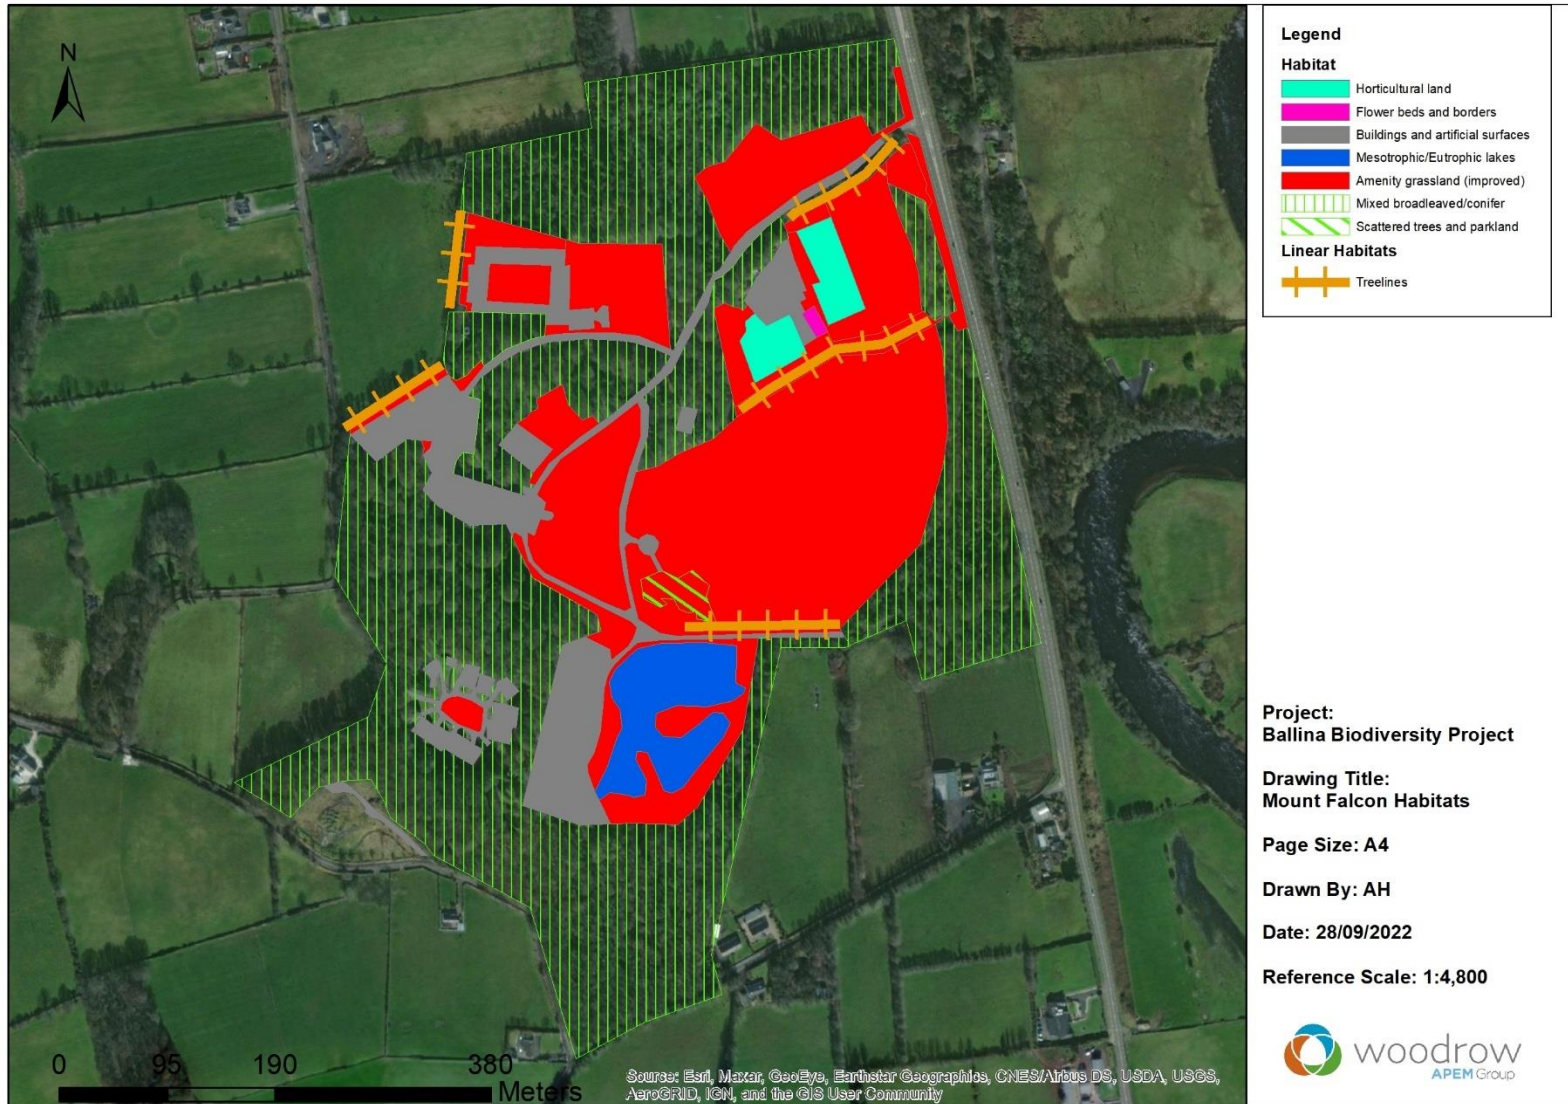 N
0 95 190 380
Meters
Source: Esri, Maxar, GeoEye, Earthstar Geographics, CNES/Airbus DS, USDA, USGS,
AeroGRID, IGN, and the GIS User Community
Legend
Habitat
Horticultural land
Flower beds and borders
Buildings and artificial surfaces
Mesotrophic/Eutrophic lakes
Amenity grassland (improved)
Mixed broadleaved/conifer
Scattered trees and parkland
Linear Habitats
Treelines
Project:
Ballina Biodiversity Project
Drawing Title:
Mount Falcon Habitats
Page Size: A4
Drawn By: AH
Date: 28/09/2022
Reference Scale: 1:4,800
woodrow
APEM Group